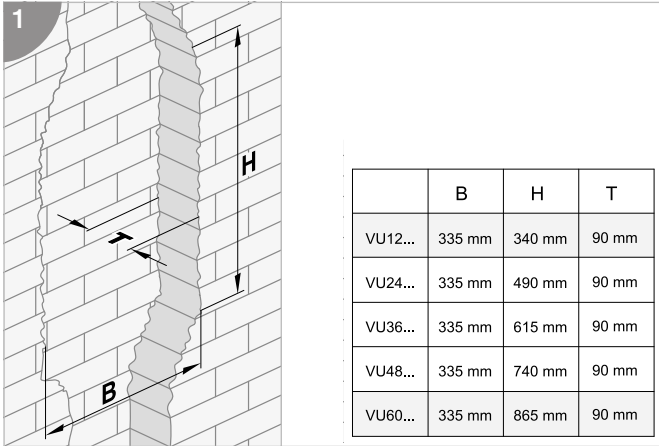 1
H
T
B
B H T
VU12... 335 mm 340 mm 90 mm
VU24... 335 mm 490 mm 90 mm
VU36... 335 mm 615 mm 90 mm
VU48... 335 mm 740 mm 90 mm
VU60... 335 mm 865 mm 90 mm